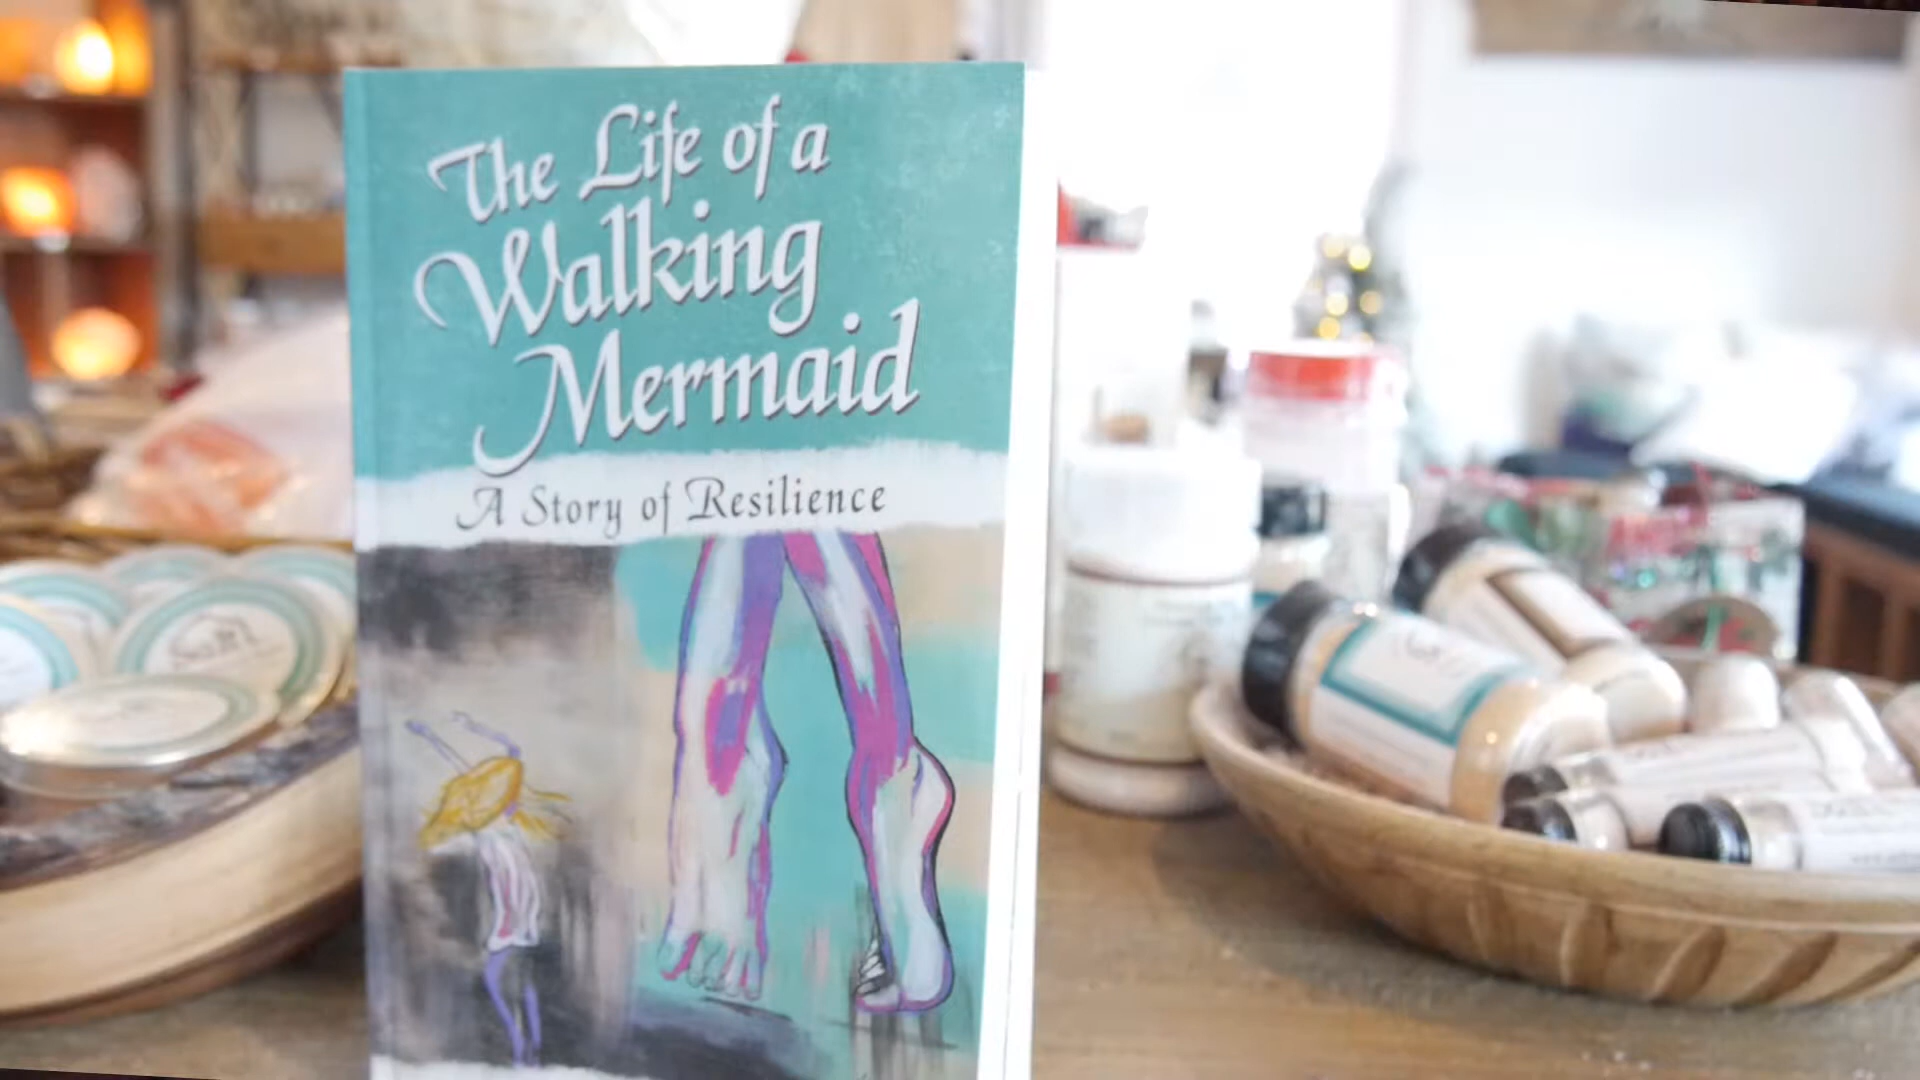 The Life of a
Walking
Mermaid
A Story of Resilience